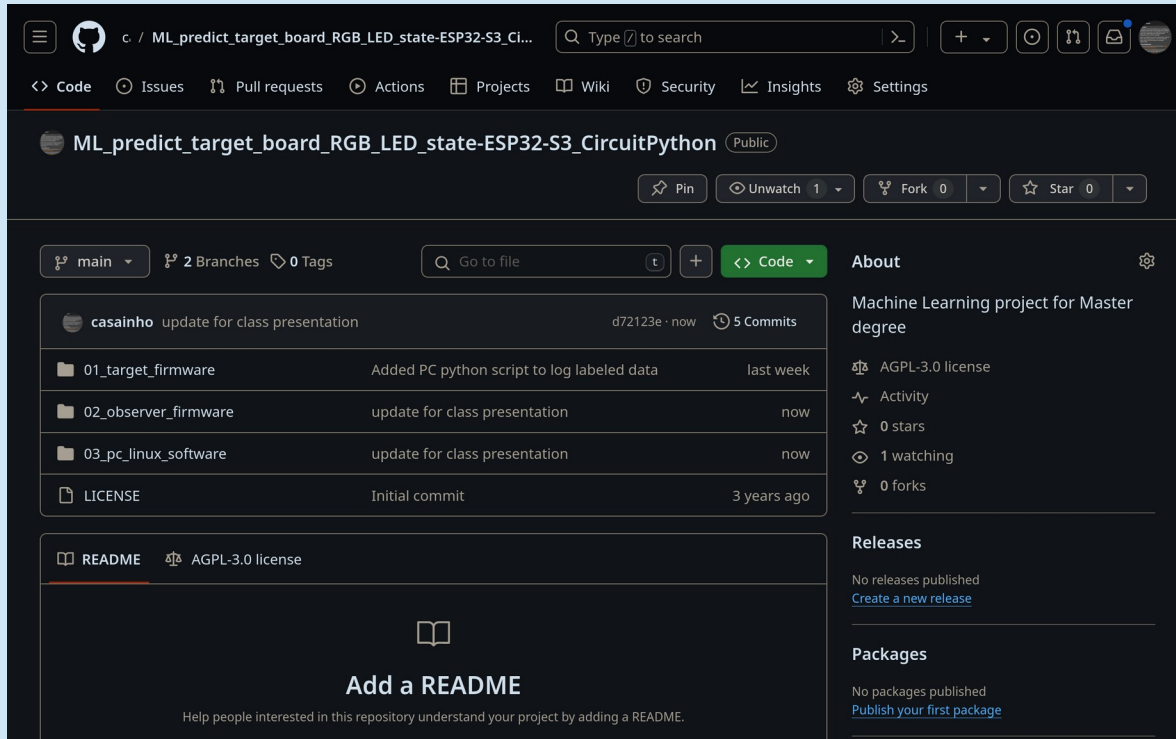 c. / ML_predict_target_board_RGB_LED_state-ESP32-S3_Ci...
Type / to search
Code Issues Pull requests Actions Projects Wiki Security Insights Settings
ML_predict_target_board_RGB_LED_state-ESP32-S3_CircuitPython Public
Pin Unwatch 1 Fork 0 Star 0
main 2 Branches 0 Tags Go to file t + Code
casainho update for class presentation d72123e · now 5 Commits
01_target_firmware Added PC python script to log labeled data last week
02_observer_firmware update for class presentation now
03_pc_linux_software update for class presentation now
LICENSE Initial commit 3 years ago
README AGPL-3.0 license
Add a README
Help people interested in this repository understand your project by adding a README.
About
Machine Learning project for Master
degree
AGPL-3.0 license
Activity
0 stars
1 watching
0 forks
Releases
No releases published
Create a new release
Packages
No packages published
Publish your first package